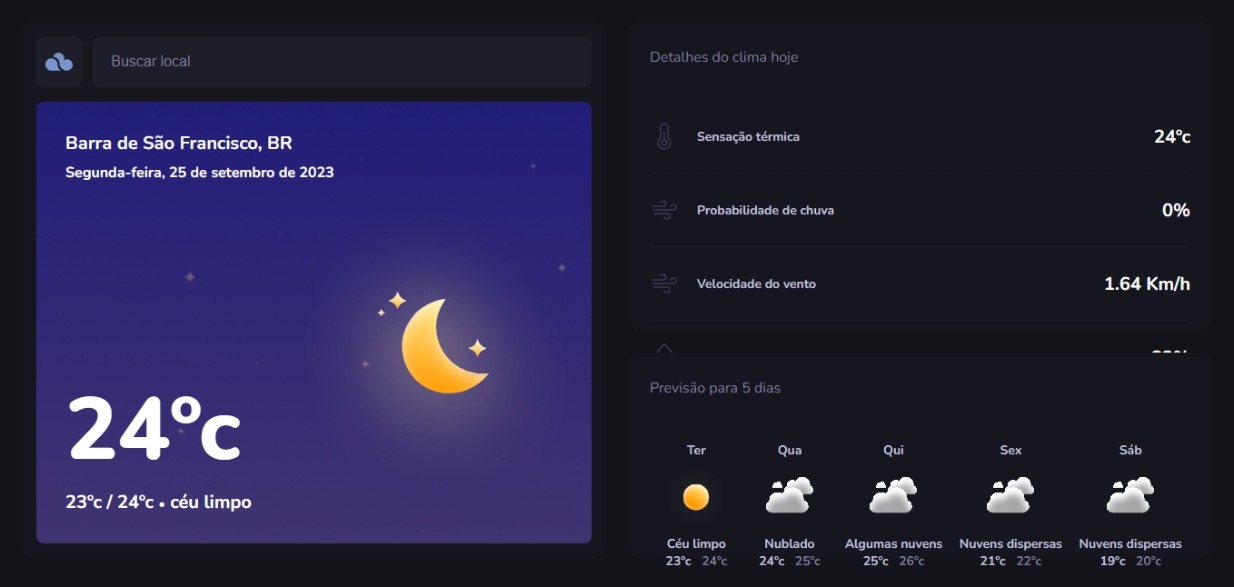 Buscar local
Barra de São Francisco, BR
Segunda-feira, 25 de setembro de 2023
24ºc
23ºc / 24ºc • céu limpo
Detalhes do clima hoje
Sensação térmica 24ºc
Probabilidade de chuva 0%
Velocidade do vento 1.64 Km/h
Previsão para 5 dias
Ter Qua Qui Sex Sáb
Céu limpo Nublado Algumas nuvens Nuvens dispersas Nuvens dispersas
23ºc 24ºc 24ºc 25ºc 25ºc 26ºc 21ºc 22ºc 19ºc 20ºc